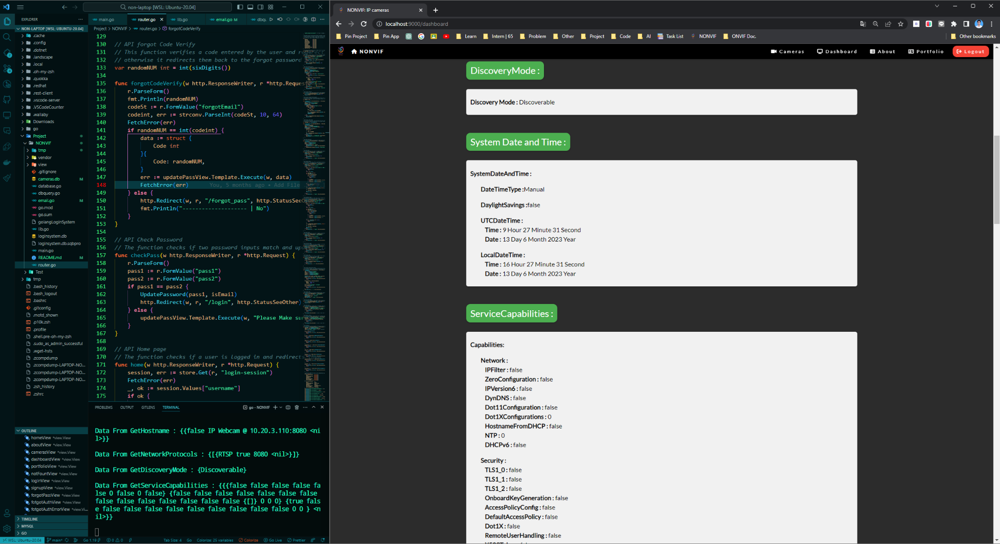 non-laptop [WSL: Ubuntu-20.04]
EXPLORER
NON-LAPTOP [WSL: UBUNTU-20.04]
.cache
.config
.dotnet
.landscape
.local
.oh-my-zsh
.quokka
.redhat
.rest-client
.vscode-server
.VSCodeCounter
.wallaby
Downloads
go
Project
NONVIF
tmp
vendor
view
.gitignore
cameras.db M
database.go
dbquery.go
email.go M
go.mod
go.sum
golangLoginSystem
lib.go
loginsystem.db
loginsystem.db.sqbpro
main.go
README.md M
router.go
Test
tmp
.bash_history
.bash_logout
.bashrc
.gitconfig
.motd_shown
.p10k.zsh
.profile
.shell.pre-oh-my-zsh
.sudo_as_admin_successful
.wget-hsts
.zcompdump
.zcompdump-LAPTOP-NO...
.zcompdump-LAPTOP-NO...
.zcompdump-LAPTOP-NO...
.zsh_history
.zshrc
OUTLINE
homeView *view.View
aboutView *view.View
camerasView *view.View
dashboardView *view.View
portfolioView *view.View
notFountView *view.View
loginView *view.View
signupView *view.View
forgotPassView *view.View
fotgotAuthView *view.View
fotgotAuthErrorView *view.Vi...
TIMELINE
MYSQL
GO
main.go router.go lib.go email.go M dbqu
Project > NONVIF > router.go > forgotCodeVerify
129
130 // API forgot Code Verify
131 // This function verifies a code entered by the user and redirect
132 // otherwise it redirects them back to the forgot password
133 var randomNUM int = int(sixDigits())
134
135 func forgotCodeVerify(w http.ResponseWriter, r *http.Reques
136 r.ParseForm()
137 fmt.Println(randomNUM)
138 codeSt := r.FormValue("forgotEmail")
139 codeint, err := strconv.ParseInt(codeSt, 10, 64)
140 FetchError(err)
141 if randomNUM == int(codeint) {
142 data := struct {
143 Code int
144 }{
145 Code: randomNUM,
146 }
147 err := updatePassView.Template.Execute(w, data)
148 FetchError(err) You, 5 months ago • Add File
149 } else {
150 http.Redirect(w, r, "/forgot_pass", http.StatusSeeO
151 fmt.Println("-------------------- | No")
152 }
153 }
154
155 // API Check Password
156 // The function checks if two password inputs match and up
157 func checkPass(w http.ResponseWriter, r *http.Request) {
158 r.ParseForm()
159 pass1 := r.FormValue("pass1")
160 pass2 := r.FormValue("pass2")
161 if pass1 == pass2 {
162 UpdatePassword(pass1, isEmail)
163 http.Redirect(w, r, "/login", http.StatusSeeOther)
164 } else {
165 updatePassView.Template.Execute(w, "Please Make su
166 }
167 }
168
169 // API Home page
170 // The function checks if a user is logged in and redirects
171 func home(w http.ResponseWriter, r *http.Request) {
172 session, err := store.Get(r, "login-session")
173 FetchError(err)
174 _, ok := session.Values["username"]
175 if ok {
PROBLEMS OUTPUT GITLENS TERMINAL go - NONVIF
Data From GetHostname : {{false IP Webcam @ 10.20.3.110:8080 <ni
l>}}
Data From GetNetworkProtocols : {[{RTSP true 8080 <nil>}]}
Data From GetDiscoveryMode : {Discoverable}
Data From GetServiceCapabilities : {{{false false false false fa
lse 0 false 0 false} {false false false false false false false
false false false false false false false {[]} 0 0 0} {true fals
e false false false false false false false false false 0 0 } <n
il>}}
WSL: Ubuntu-20.04 main* Go 1.19 0 0 Tab Size: 4 Go Colorize: 25 variables Colorize Go Live Prettier
NONVIF: IP cameras
localhost:9000/dashboard
Pin Project Pin App Learn Intern | 65 Problem Other Project Code AI Task List NONVIF ONVIF Doc. Other bookmarks
NONVIF Cameras Dashboard About Portfolio Logout
DiscoveryMode :
Discovery Mode : Discoverable
System Date and Time :
SystemDateAndTime :
DateTimeType :Manual
DaylightSavings :false
UTCDateTime :
Time : 9 Hour 27 Minute 31 Second
Date : 13 Day 6 Month 2023 Year
LocalDateTime :
Time : 16 Hour 27 Minute 31 Second
Date : 13 Day 6 Month 2023 Year
ServiceCapabilities :
Capabilities:
Network :
IPFilter : false
ZeroConfiguration : false
IPVersion6 : false
DynDNS : false
Dot11Configuration : false
Dot1XConfigurations : 0
HostnameFromDHCP : false
NTP : 0
DHCPv6 : false
Security :
TLS1_0 : false
TLS1_1 : false
TLS1_2 : false
OnboardKeyGeneration : false
AccessPolicyConfig : false
DefaultAccessPolicy : false
Dot1X : false
RemoteUserHandling : false